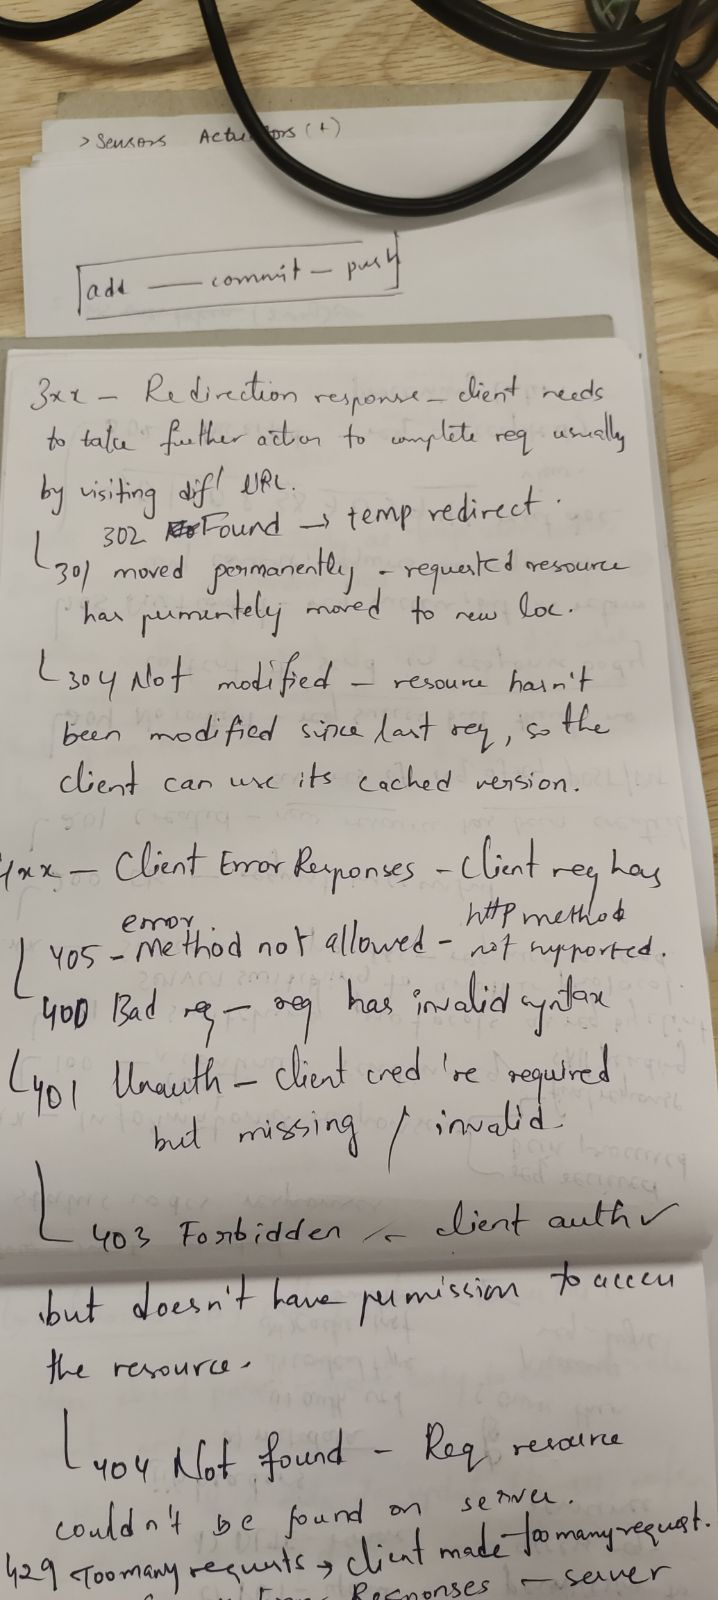 > Sensors Actuators (+)
add — commit — push
3xx — Redirection response — client needs
to take further action to complete req usually
by visiting diff URL.
302 Found → temp redirect.
301 moved permanently - requested resource
has permentely moved to new loc.
304 Not modified — resource hasn't
been modified since last req, so the
client can use its cached version.
4xx — Client Error Responses — Client req has
error
405 - Method not allowed - http method
not supported.
400 Bad req — req has invalid syntax
401 Unauth — client cred 're required
but missing / invalid
403 Forbidden — client auth ✓
but doesn't have permission to access
the resource.
404 Not found - Req resource
couldn't be found on server.
429 Too many requests → client made too many request.
Responses — server